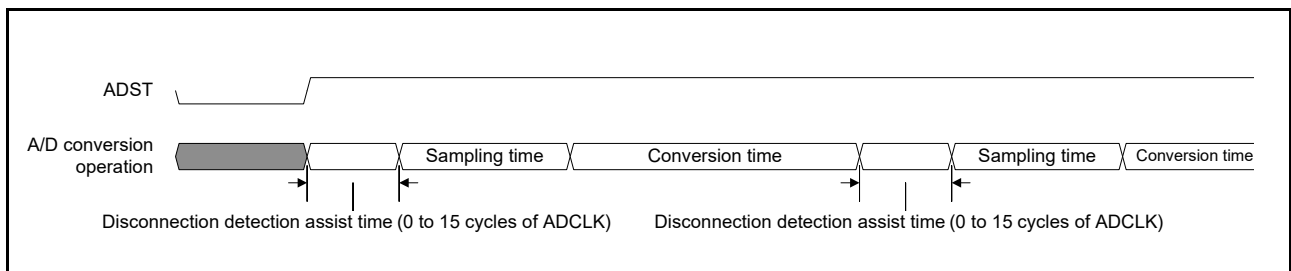 ADST
A/D conversion
operation
Sampling time
Conversion time
Sampling time
Conversion time
Disconnection detection assist time (0 to 15 cycles of ADCLK)
Disconnection detection assist time (0 to 15 cycles of ADCLK)